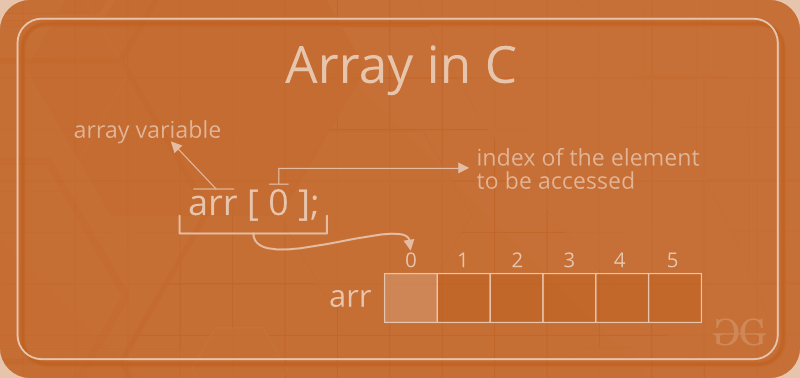 Array in C
array variable
index of the element
to be accessed
arr [ 0 ];
0 1 2 3 4 5
arr
GG